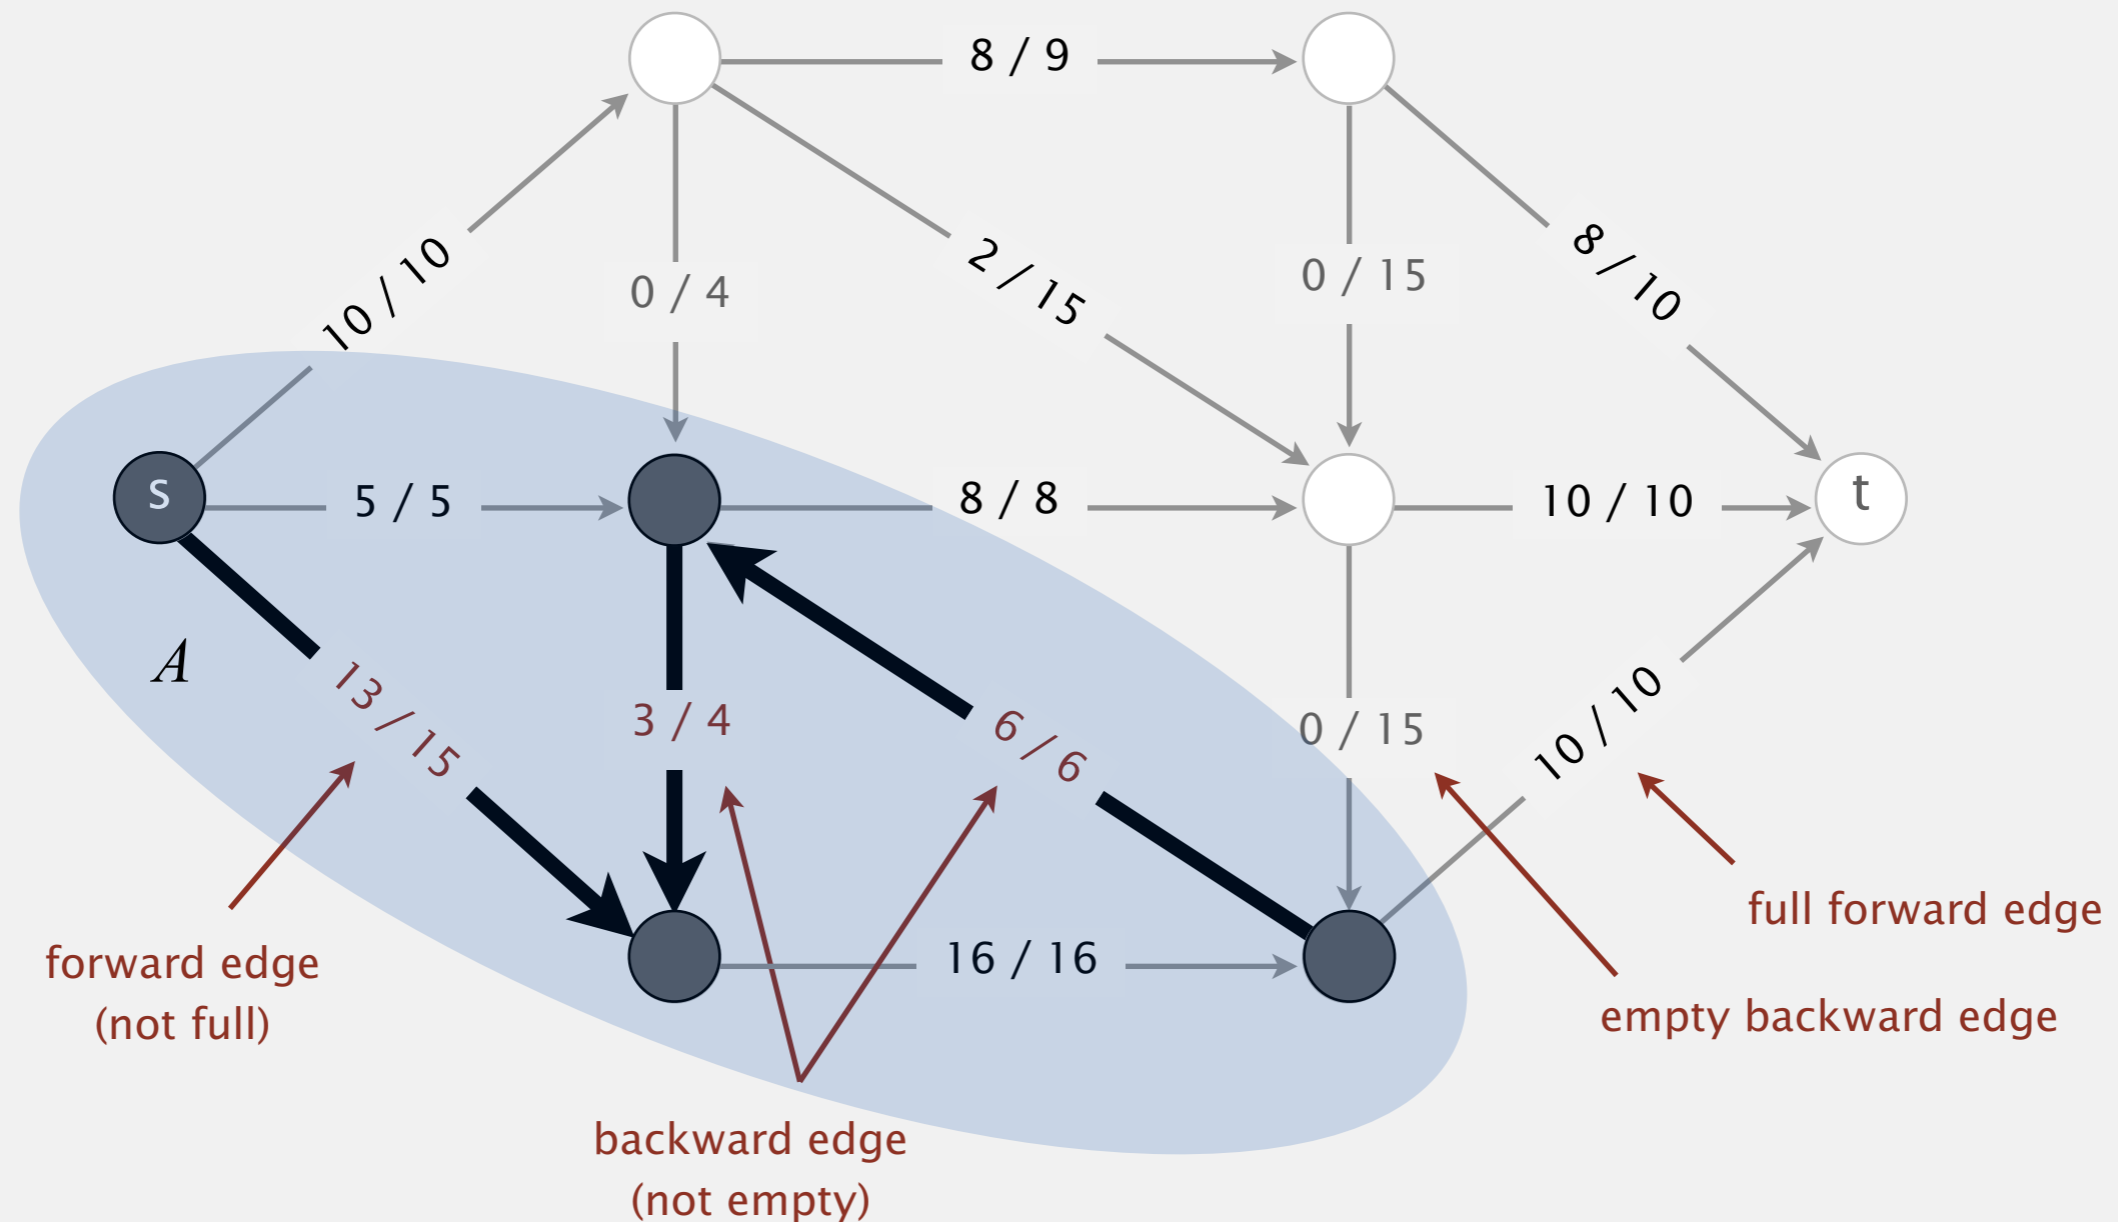 8 / 9
10 / 10
0 / 4
2 / 15
0 / 15
8 / 10
s
5 / 5
8 / 8
10 / 10
t
A
13 / 15
3 / 4
6 / 6
0 / 15
10 / 10
16 / 16
full forward edge
forward edge
(not full)
empty backward edge
backward edge
(not empty)